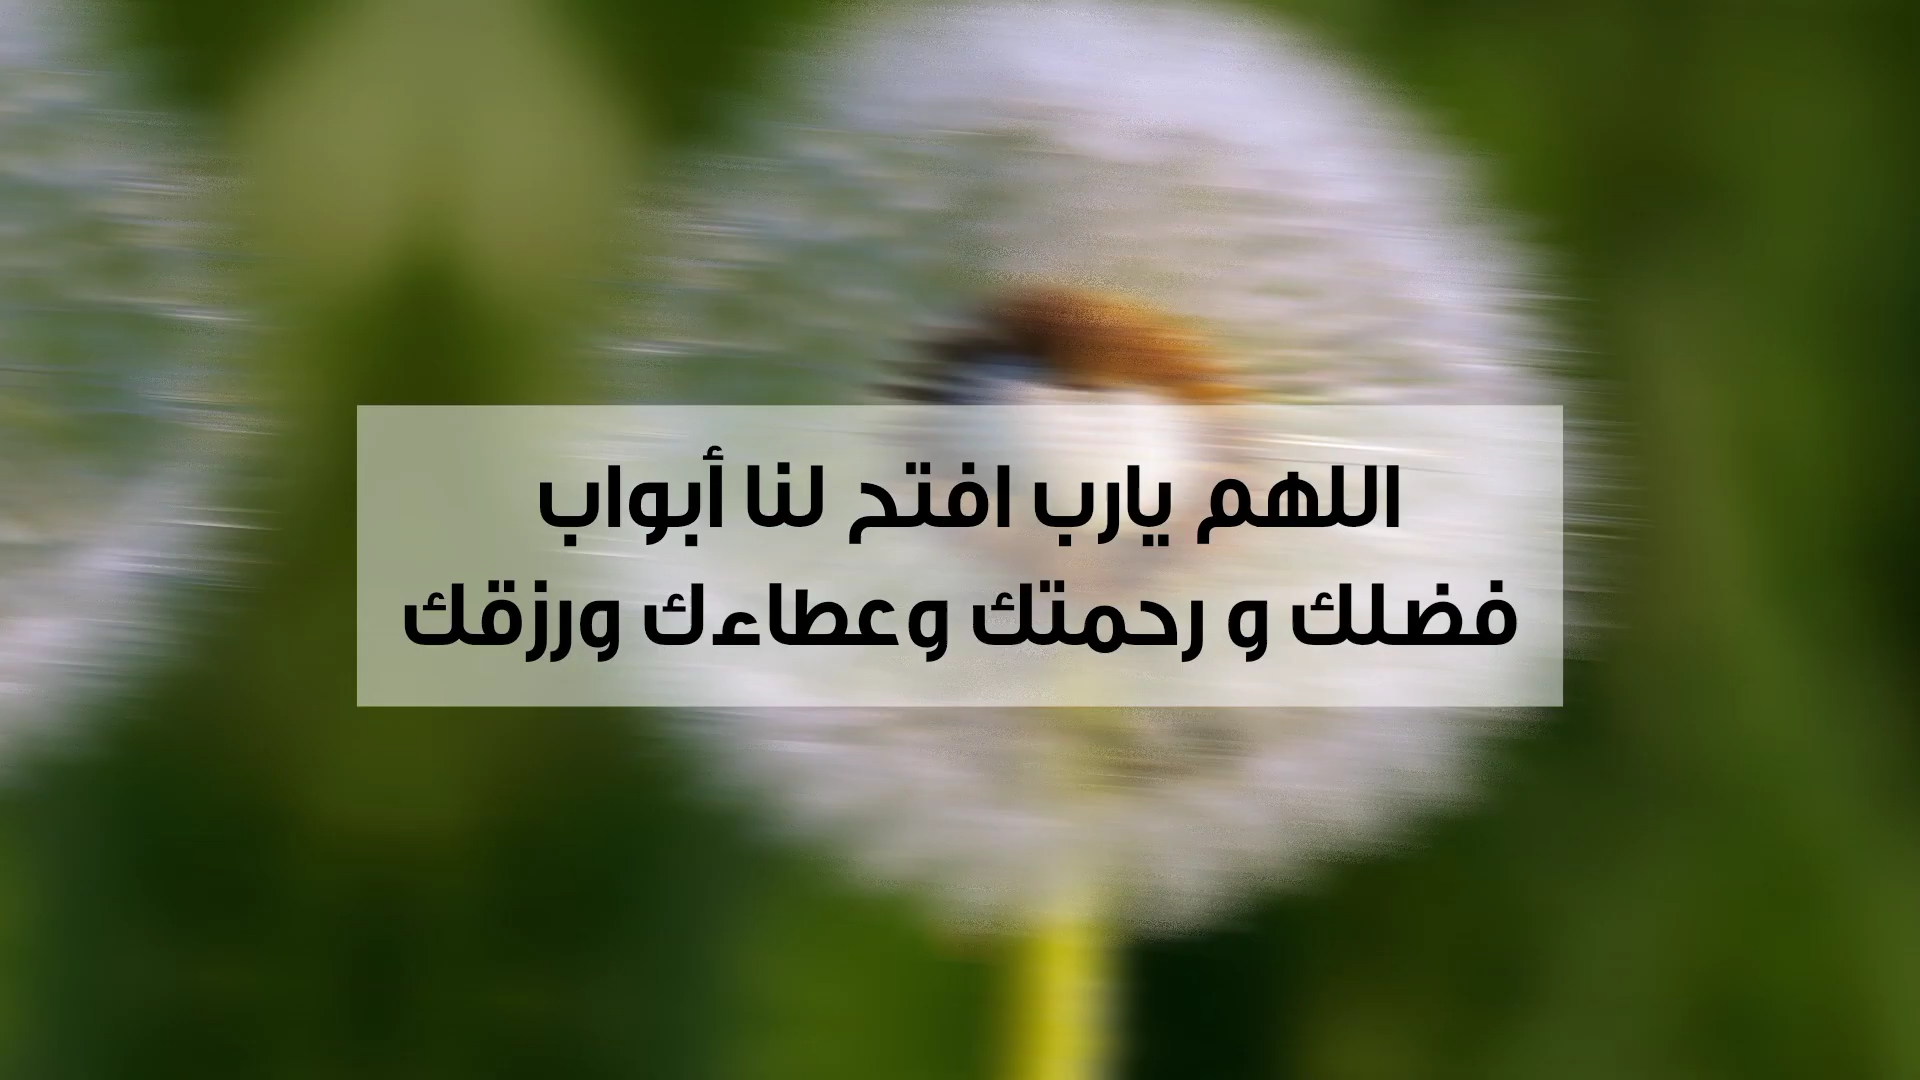 اللهم يارب افتح لنا أبواب
فضلك و رحمتك وعطاءك ورزقك